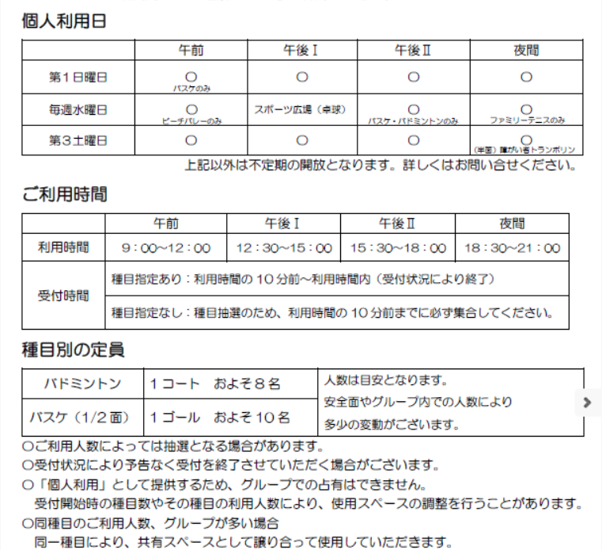 個人利用日
午前 午後Ⅰ 午後Ⅱ 夜間
第1日曜日 〇 〇 〇 〇
バスケのみ
毎週水曜日 〇 スポーツ広場（卓球） 〇 〇
ビーチバレーのみ バスケ・バドミントンのみ ファミリーテニスのみ
第3土曜日 〇 〇 〇 〇
（半面）障がい者トランポリン
上記以外は不定期の開放となります。詳しくはお問い合せください。
ご利用時間
午前 午後Ⅰ 午後Ⅱ 夜間
利用時間 9：00～12：00 12：30～15：00 15：30～18：00 18：30～21：00
受付時間
種目指定あり：利用時間の10分前～利用時間内（受付状況により終了）
種目指定なし：種目抽選のため、利用時間の10分前までに必ず集合してください。
種目別の定員
バドミントン 1コート およそ8名
バスケ（1/2面） 1ゴール およそ10名
人数は目安となります。
安全面やグループ内での人数により
多少の変動がございます。
〇ご利用人数によっては抽選となる場合があります。
〇受付状況により予告なく受付を終了させていただく場合がございます。
〇「個人利用」として提供するため、グループでの占有はできません。
受付開始時の種目数やその種目の利用人数により、使用スペースの調整を行うことがあります。
〇同種目のご利用人数、グループが多い場合
同一種目により、共有スペースとして譲り合って使用していただきます。